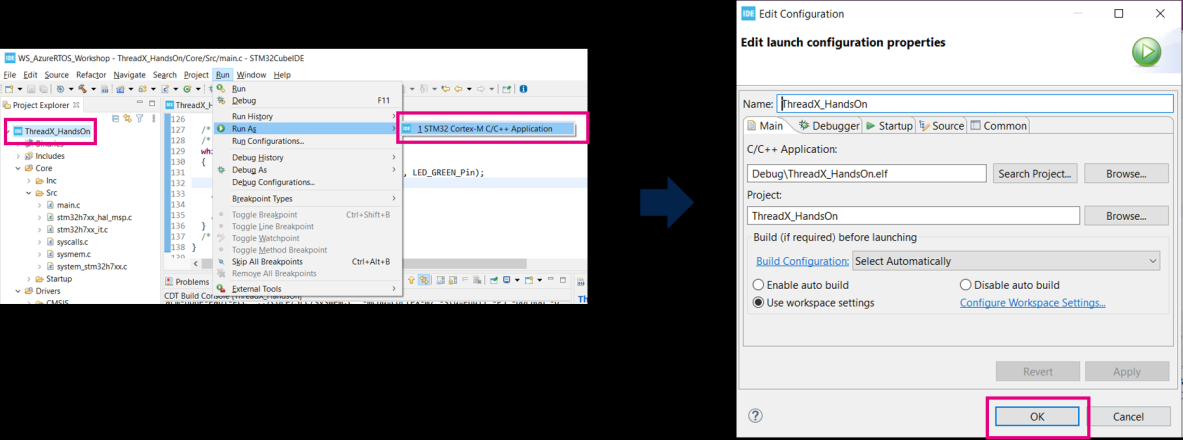 IDE WS_AzureRTOS_Workshop - ThreadX_HandsOn/Core/Src/main.c - STM32CubeIDE
File Edit Source Refactor Navigate Search Project Run Window Help
Project Explorer
ThreadX_HandsOn
Binaries
Includes
Core
Inc
Src
main.c
stm32h7xx_hal_msp.c
stm32h7xx_it.c
syscalls.c
sysmem.c
system_stm32h7xx.c
Startup
Drivers
CMSIS
126
127 /*
128 /*
129 wh
130 {
131 , LED_GREEN_Pin);
132
133
134
135
136 }
137 /*
138 }
139
Run
Debug F11
Run History
Run As
Run Configurations...
Debug History
Debug As
Debug Configurations...
Breakpoint Types
Toggle Breakpoint Ctrl+Shift+B
Toggle Line Breakpoint
Toggle Watchpoint
Toggle Method Breakpoint
Skip All Breakpoints Ctrl+Alt+B
Remove All Breakpoints
External Tools
IDE 1 STM32 Cortex-M C/C++ Application
Problems
CDT Build Console [ThreadX_HandsOn]
IDE Edit Configuration
Edit launch configuration properties
Name: ThreadX_HandsOn
Main Debugger Startup Source Common
C/C++ Application:
Debug\ThreadX_HandsOn.elf Search Project... Browse...
Project:
ThreadX_HandsOn Browse...
Build (if required) before launching
Build Configuration: Select Automatically
Enable auto build Disable auto build
Use workspace settings Configure Workspace Settings...
Revert Apply
? OK Cancel